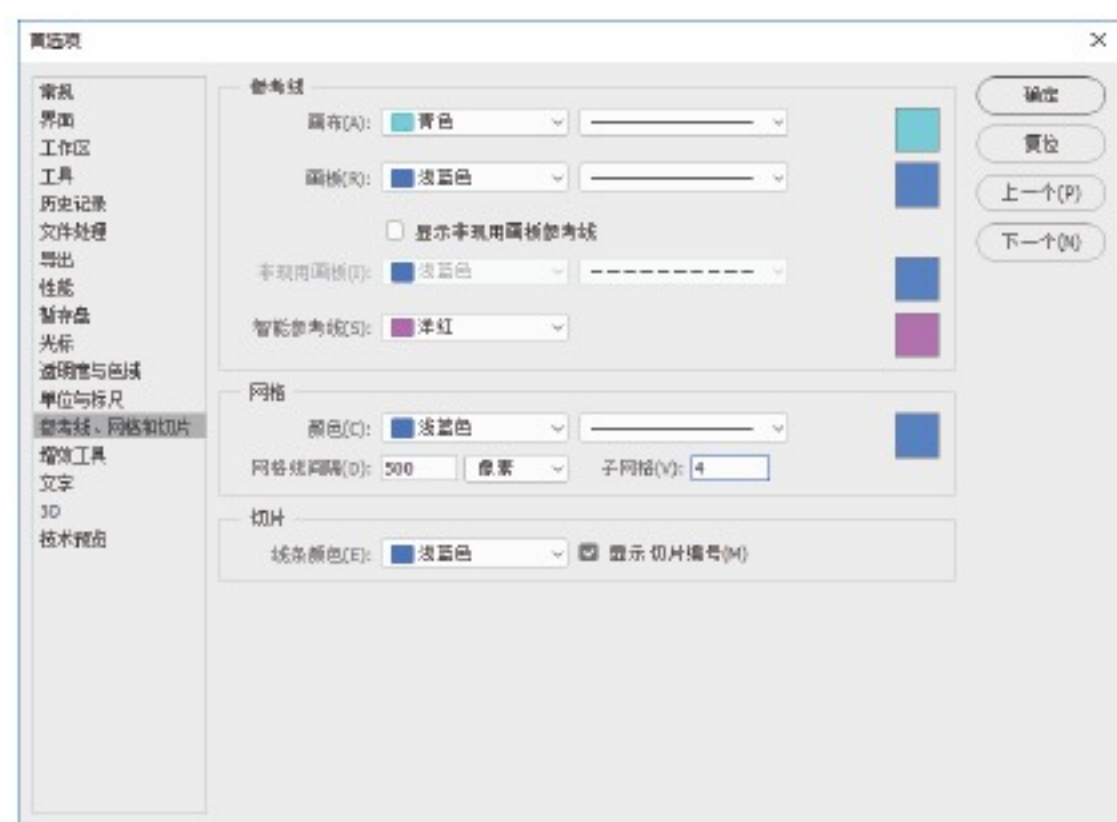 首选项
常规
界面
工作区
工具
历史记录
文件处理
导出
性能
暂存盘
光标
透明度与色域
单位与标尺
参考线、网格和切片
增效工具
文字
3D
技术预览
参考线
画布(A): 青色
画板(R): 浅蓝色
显示非现用画板参考线
非现用画板(I): 浅蓝色
智能参考线(S): 洋红
网格
颜色(C): 浅蓝色
网格线间隔(D): 500 像素 子网格(V): 4
切片
线条颜色(E): 浅蓝色 显示切片编号(M)
确定
复位
上一个(P)
下一个(N)